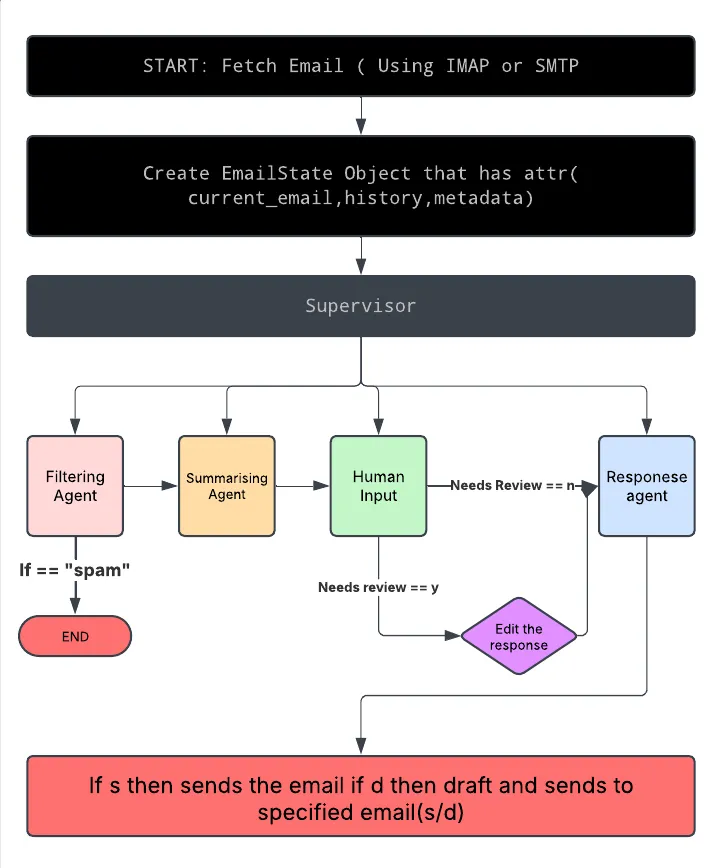 START: Fetch Email ( Using IMAP or SMTP
Create EmailState Object that has attr(
current_email,history,metadata)
Supervisor
Filtering
Agent
Summarising
Agent
Human
Input
Needs Review == n
Responese
agent
If == "spam"
Needs review == y
END
Edit the
response
If s then sends the email if d then draft and sends to
specified email(s/d)